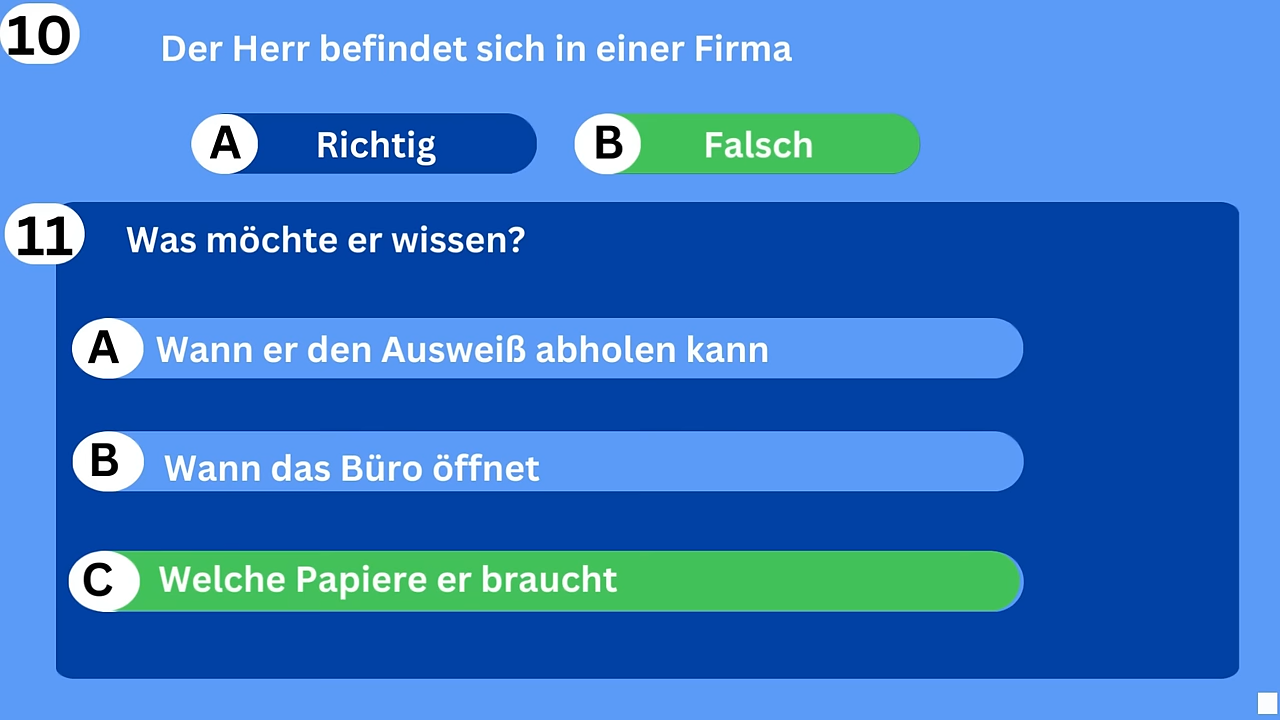 10
Der Herr befindet sich in einer Firma
A Richtig
B Falsch
11
Was möchte er wissen?
A Wann er den Ausweiß abholen kann
B Wann das Büro öffnet
C Welche Papiere er braucht